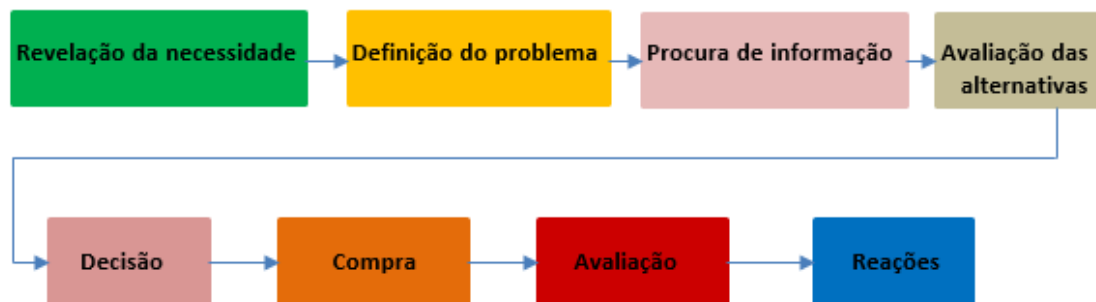 Revelação da necessidade
Definição do problema
Procura de informação
Avaliação das
alternativas
Decisão
Compra
Avaliação
Reações